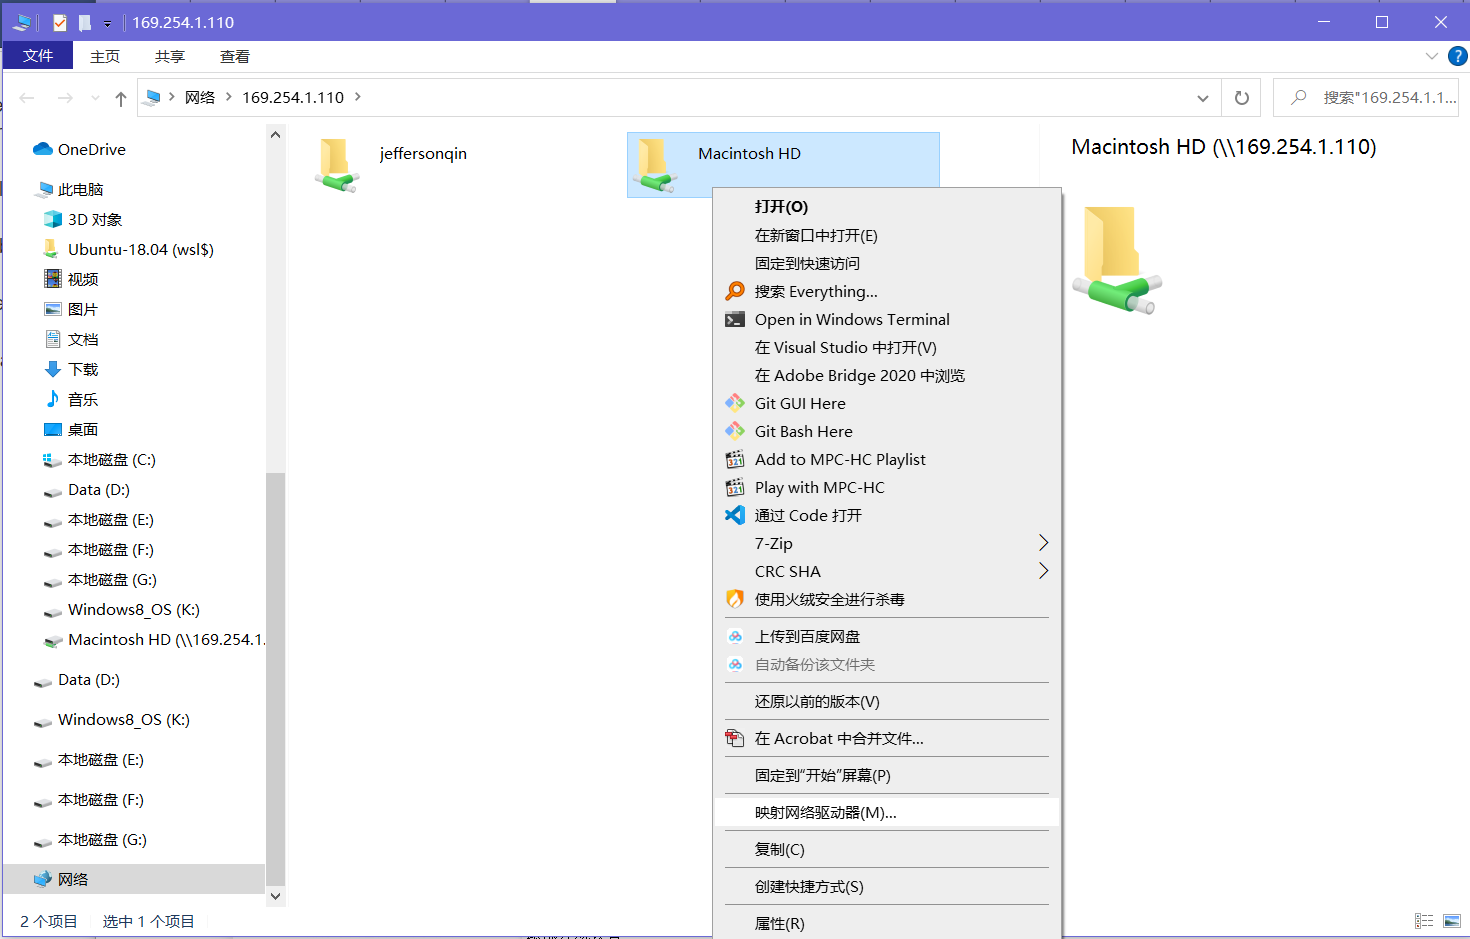 169.254.1.110
文件
主页
共享
查看
网络
169.254.1.110
搜索"169.254.1.1...
OneDrive
此电脑
3D 对象
Ubuntu-18.04 (wsl$)
视频
图片
文档
下载
音乐
桌面
本地磁盘 (C:)
Data (D:)
本地磁盘 (E:)
本地磁盘 (F:)
本地磁盘 (G:)
Windows8_OS (K:)
Macintosh HD (\\169.254.1.
Data (D:)
Windows8_OS (K:)
本地磁盘 (E:)
本地磁盘 (F:)
本地磁盘 (G:)
网络
jeffersonqin
Macintosh HD
打开(O)
在新窗口中打开(E)
固定到快速访问
搜索 Everything...
Open in Windows Terminal
在 Visual Studio 中打开(V)
在 Adobe Bridge 2020 中浏览
Git GUI Here
Git Bash Here
Add to MPC-HC Playlist
Play with MPC-HC
通过 Code 打开
7-Zip
CRC SHA
使用火绒安全进行杀毒
上传到百度网盘
自动备份该文件夹
还原以前的版本(V)
在 Acrobat 中合并文件...
固定到“开始”屏幕(P)
映射网络驱动器(M)...
复制(C)
创建快捷方式(S)
属性(R)
Macintosh HD (\\169.254.1.110)
2 个项目
选中 1 个项目